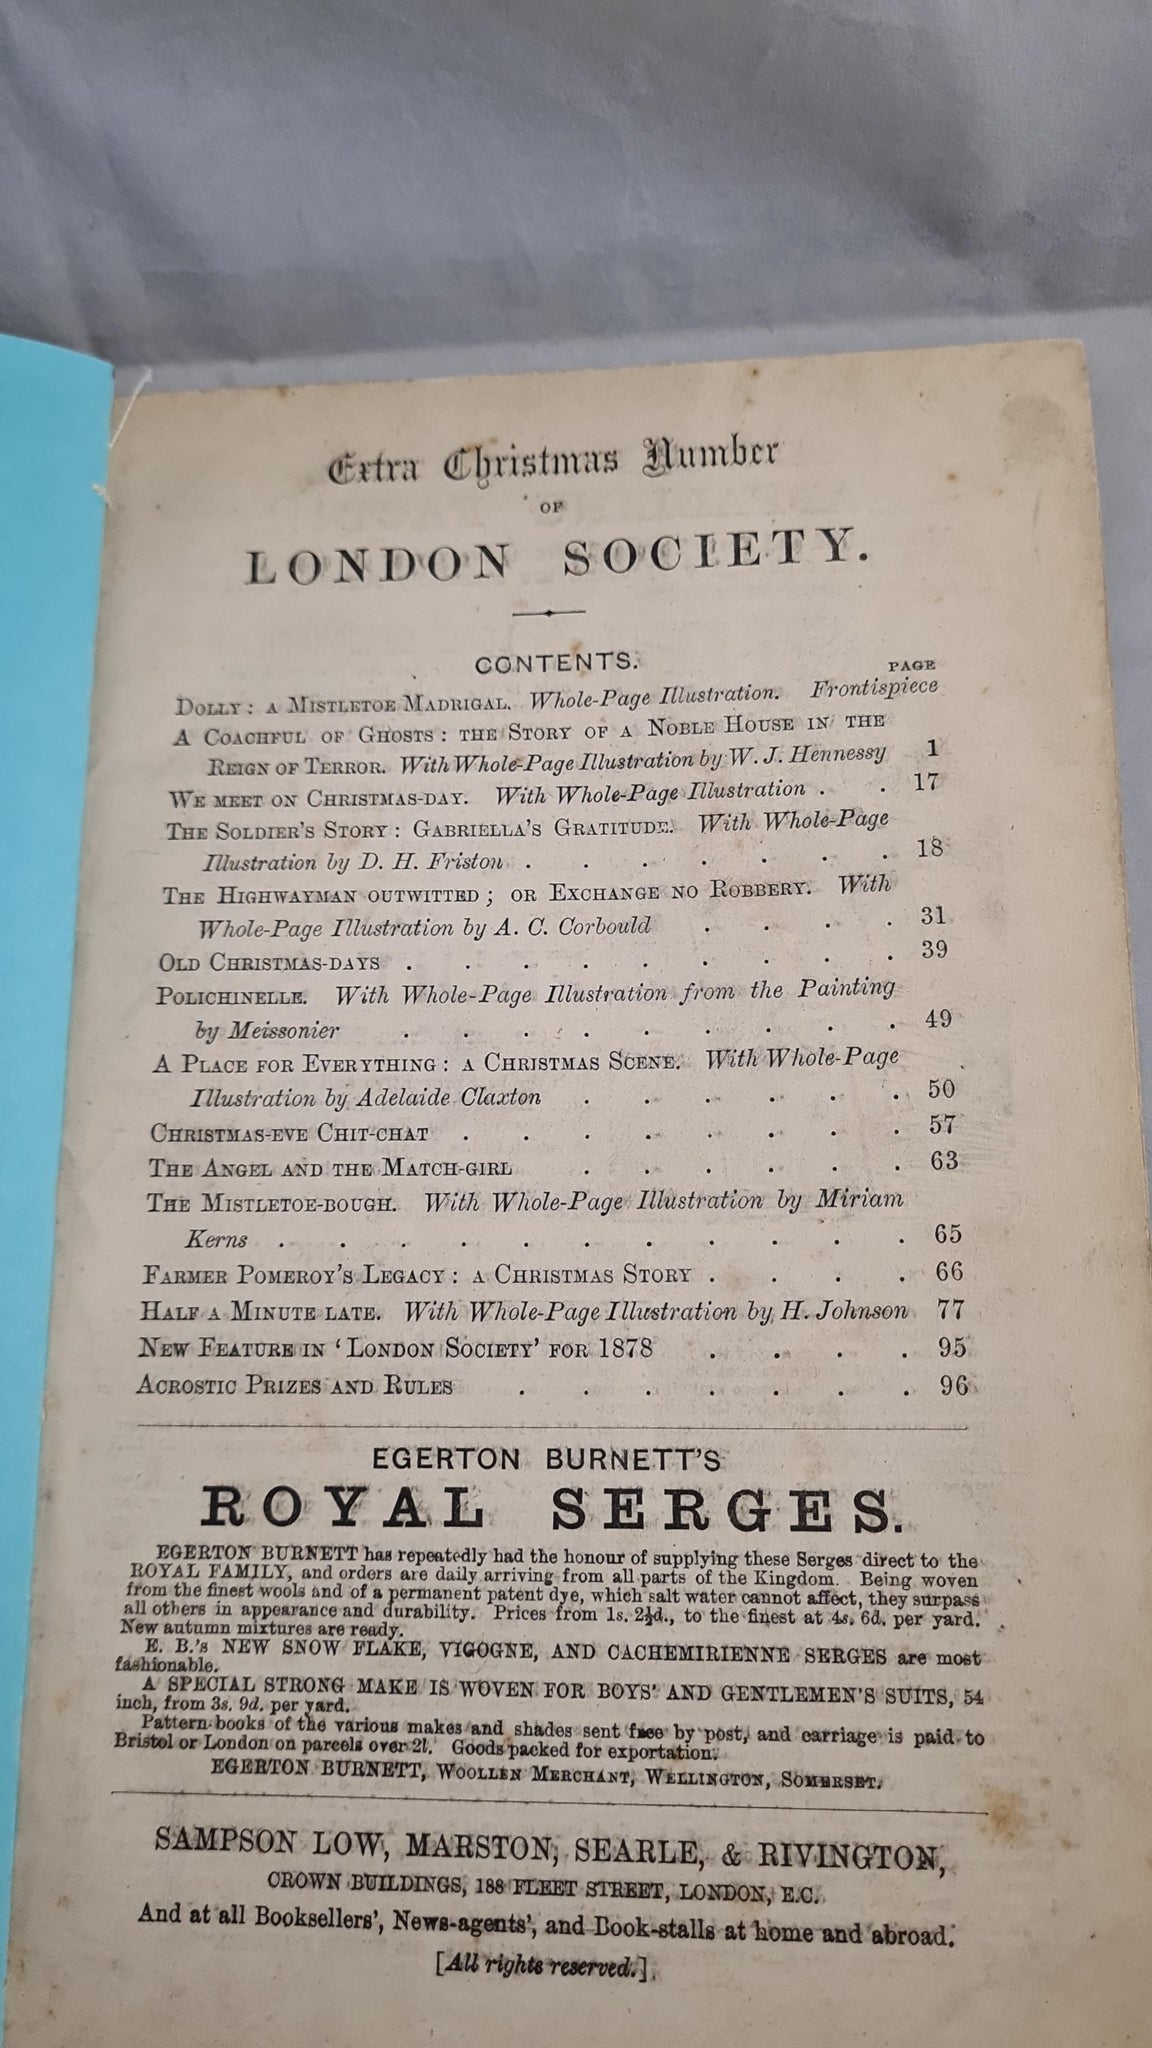 Extra Christmas Number
OF
LONDON SOCIETY.
CONTENTS.
PAGE
DOLLY: A MISTLETOE MADRIGAL. Whole-Page Illustration. Frontispiece
A COACHFUL OF GHOSTS: THE STORY OF A NOBLE HOUSE IN THE
REIGN OF TERROR. With Whole-Page Illustration by W. J. Hennessy 1
WE MEET ON CHRISTMAS-DAY. With Whole-Page Illustration . . 17
THE SOLDIER'S STORY: GABRIELLA'S GRATITUDE. With Whole-Page
Illustration by D. H. Friston . . . . . . . 18
THE HIGHWAYMAN OUTWITTED; OR EXCHANGE NO ROBBERY. With
Whole-Page Illustration by A. C. Corbould . . . . 31
OLD CHRISTMAS-DAYS . . . . . . . . . 39
POLICHINELLE. With Whole-Page Illustration from the Painting
by Meissonier . . . . . . . . . 49
A PLACE FOR EVERYTHING: A CHRISTMAS SCENE. With Whole-Page
Illustration by Adelaide Claxton . . . . . . 50
CHRISTMAS-EVE CHIT-CHAT . . . . . . . . 57
THE ANGEL AND THE MATCH-GIRL . . . . . . 63
THE MISTLETOE-BOUGH. With Whole-Page Illustration by Miriam
Kerns . . . . . . . . . . . 65
FARMER POMEROY'S LEGACY: A CHRISTMAS STORY . . . . 66
HALF A MINUTE LATE. With Whole-Page Illustration by H. Johnson 77
NEW FEATURE IN 'LONDON SOCIETY' FOR 1878 . . . . 95
ACROSTIC PRIZES AND RULES . . . . . . . 96
EGERTON BURNETT'S
ROYAL SERGES.
EGERTON BURNETT has repeatedly had the honour of supplying these Serges direct to the
ROYAL FAMILY, and orders are daily arriving from all parts of the Kingdom. Being woven
from the finest wools and of a permanent patent dye, which salt water cannot affect, they surpass
all others in appearance and durability. Prices from 1s. 2½d., to the finest at 4s. 6d. per yard.
New autumn mixtures are ready.
E. B.'s NEW SNOW FLAKE, VIGOGNE, AND CACHEMIRIENNE SERGES are most
fashionable.
A SPECIAL STRONG MAKE IS WOVEN FOR BOYS' AND GENTLEMEN'S SUITS, 54
inch, from 3s. 9d. per yard.
Pattern books of the various makes and shades sent free by post, and carriage is paid to
Bristol or London on parcels over 2l. Goods packed for exportation.
EGERTON BURNETT, WOOLLEN MERCHANT, WELLINGTON, SOMERSET.
SAMPSON LOW, MARSTON, SEARLE, & RIVINGTON,
CROWN BUILDINGS, 188 FLEET STREET, LONDON, E.C.
And at all Booksellers', News-agents', and Book-stalls at home and abroad.
[All rights reserved.]